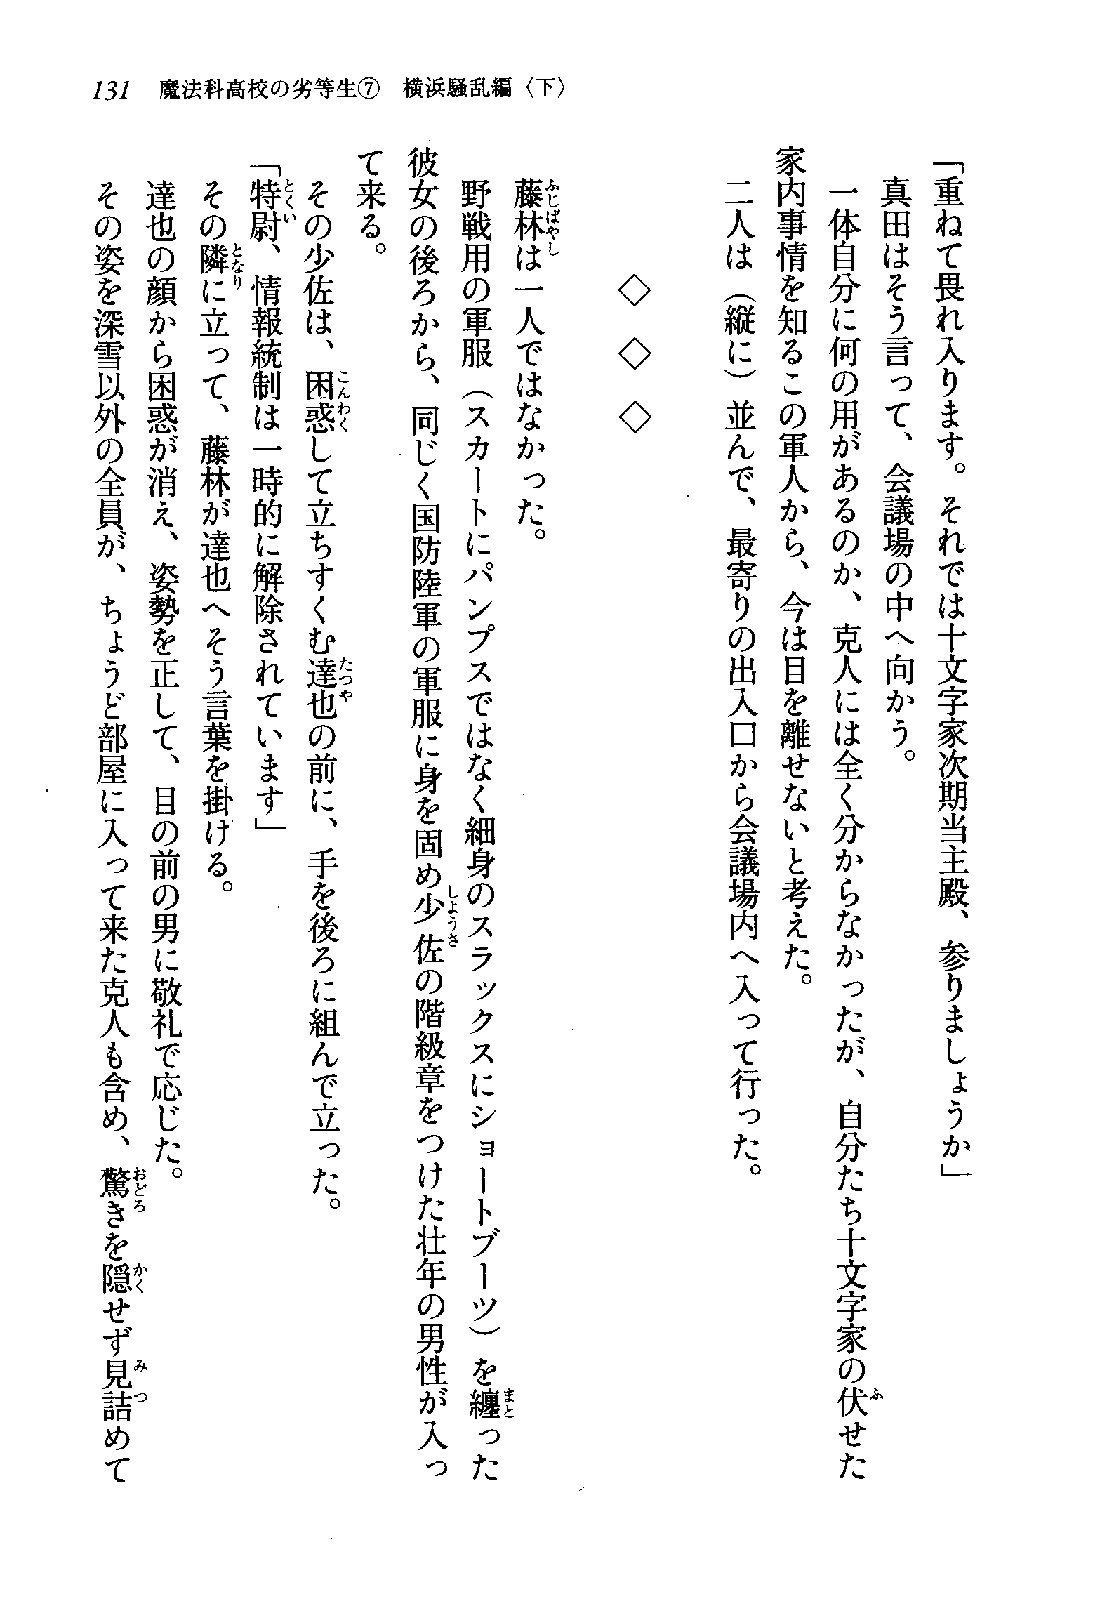 131　魔法科高校の劣等生⑦　横浜騒乱編〈下〉
「重ねて畏れ入ります。それでは十文字家次期当主殿、参りましょうか」
真田はそう言って、会議場の中へ向かう。
一体自分に何の用があるのか、克人には全く分からなかったが、自分たち十文字家の伏せた
家内事情を知るこの軍人から、今は目を離せないと考えた。
二人は（縦に）並んで、最寄りの出入口から会議場内へ入って行った。
◇　◇　◇
藤林は一人ではなかった。
野戦用の軍服（スカートにパンプスではなく細身のスラックスにショートブーツ）を纏った
彼女の後ろから、同じく国防陸軍の軍服に身を固め少佐の階級章をつけた壮年の男性が入っ
て来る。
その少佐は、困惑して立ちすくむ達也の前に、手を後ろに組んで立った。
「特尉、情報統制は一時的に解除されています」
その隣に立って、藤林が達也へそう言葉を掛ける。
達也の顔から困惑が消え、姿勢を正して、目の前の男に敬礼で応じた。
その姿を深雪以外の全員が、ちょうど部屋に入って来た克人も含め、驚きを隠せず見詰めて